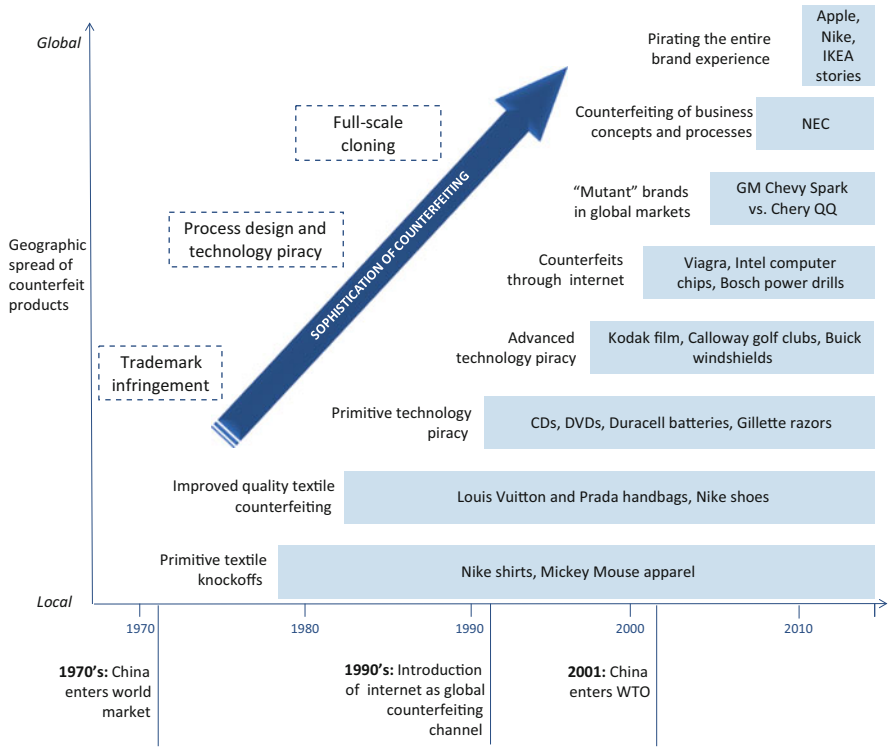 Global
Apple,
Nike,
IKEA
stories
Pirating the entire
brand experience
Full-scale
cloning
Counterfeiting of business
concepts and processes
NEC
SOPHISTICATION OF COUNTERFEITING
"Mutant" brands
in global markets
GM Chevy Spark
vs. Chery QQ
Process design and
technology piracy
Geographic
spread of
counterfeit
products
Counterfeits
through internet
Viagra, Intel computer
chips, Bosch power drills
Trademark
infringement
Advanced
technology piracy
Kodak film, Calloway golf clubs, Buick
windshields
Primitive technology
piracy
CDs, DVDs, Duracell batteries, Gillette razors
Improved quality textile
counterfeiting
Louis Vuitton and Prada handbags, Nike shoes
Primitive textile
knockoffs
Nike shirts, Mickey Mouse apparel
Local
1970
1980
1990
2000
2010
1970's: China
enters world
market
1990's: Introduction
of internet as global
counterfeiting
channel
2001: China
enters WTO